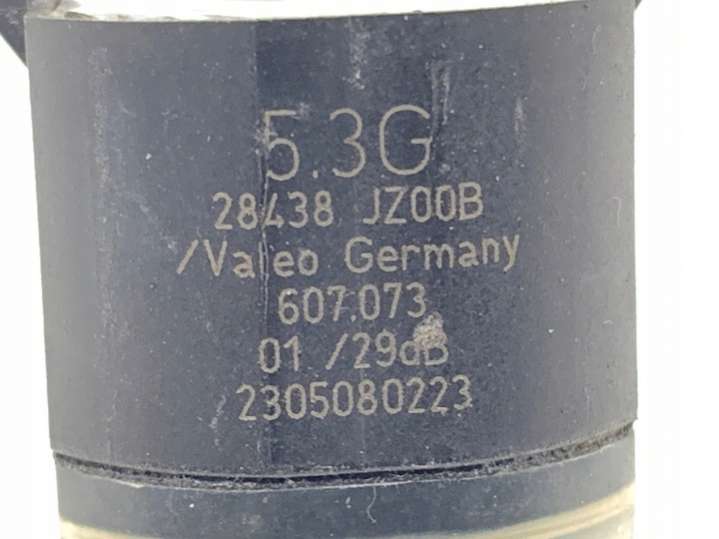 5.3G
28438 JZ00B
/Valeo Germany
607.073
01 /29dB
2305080223